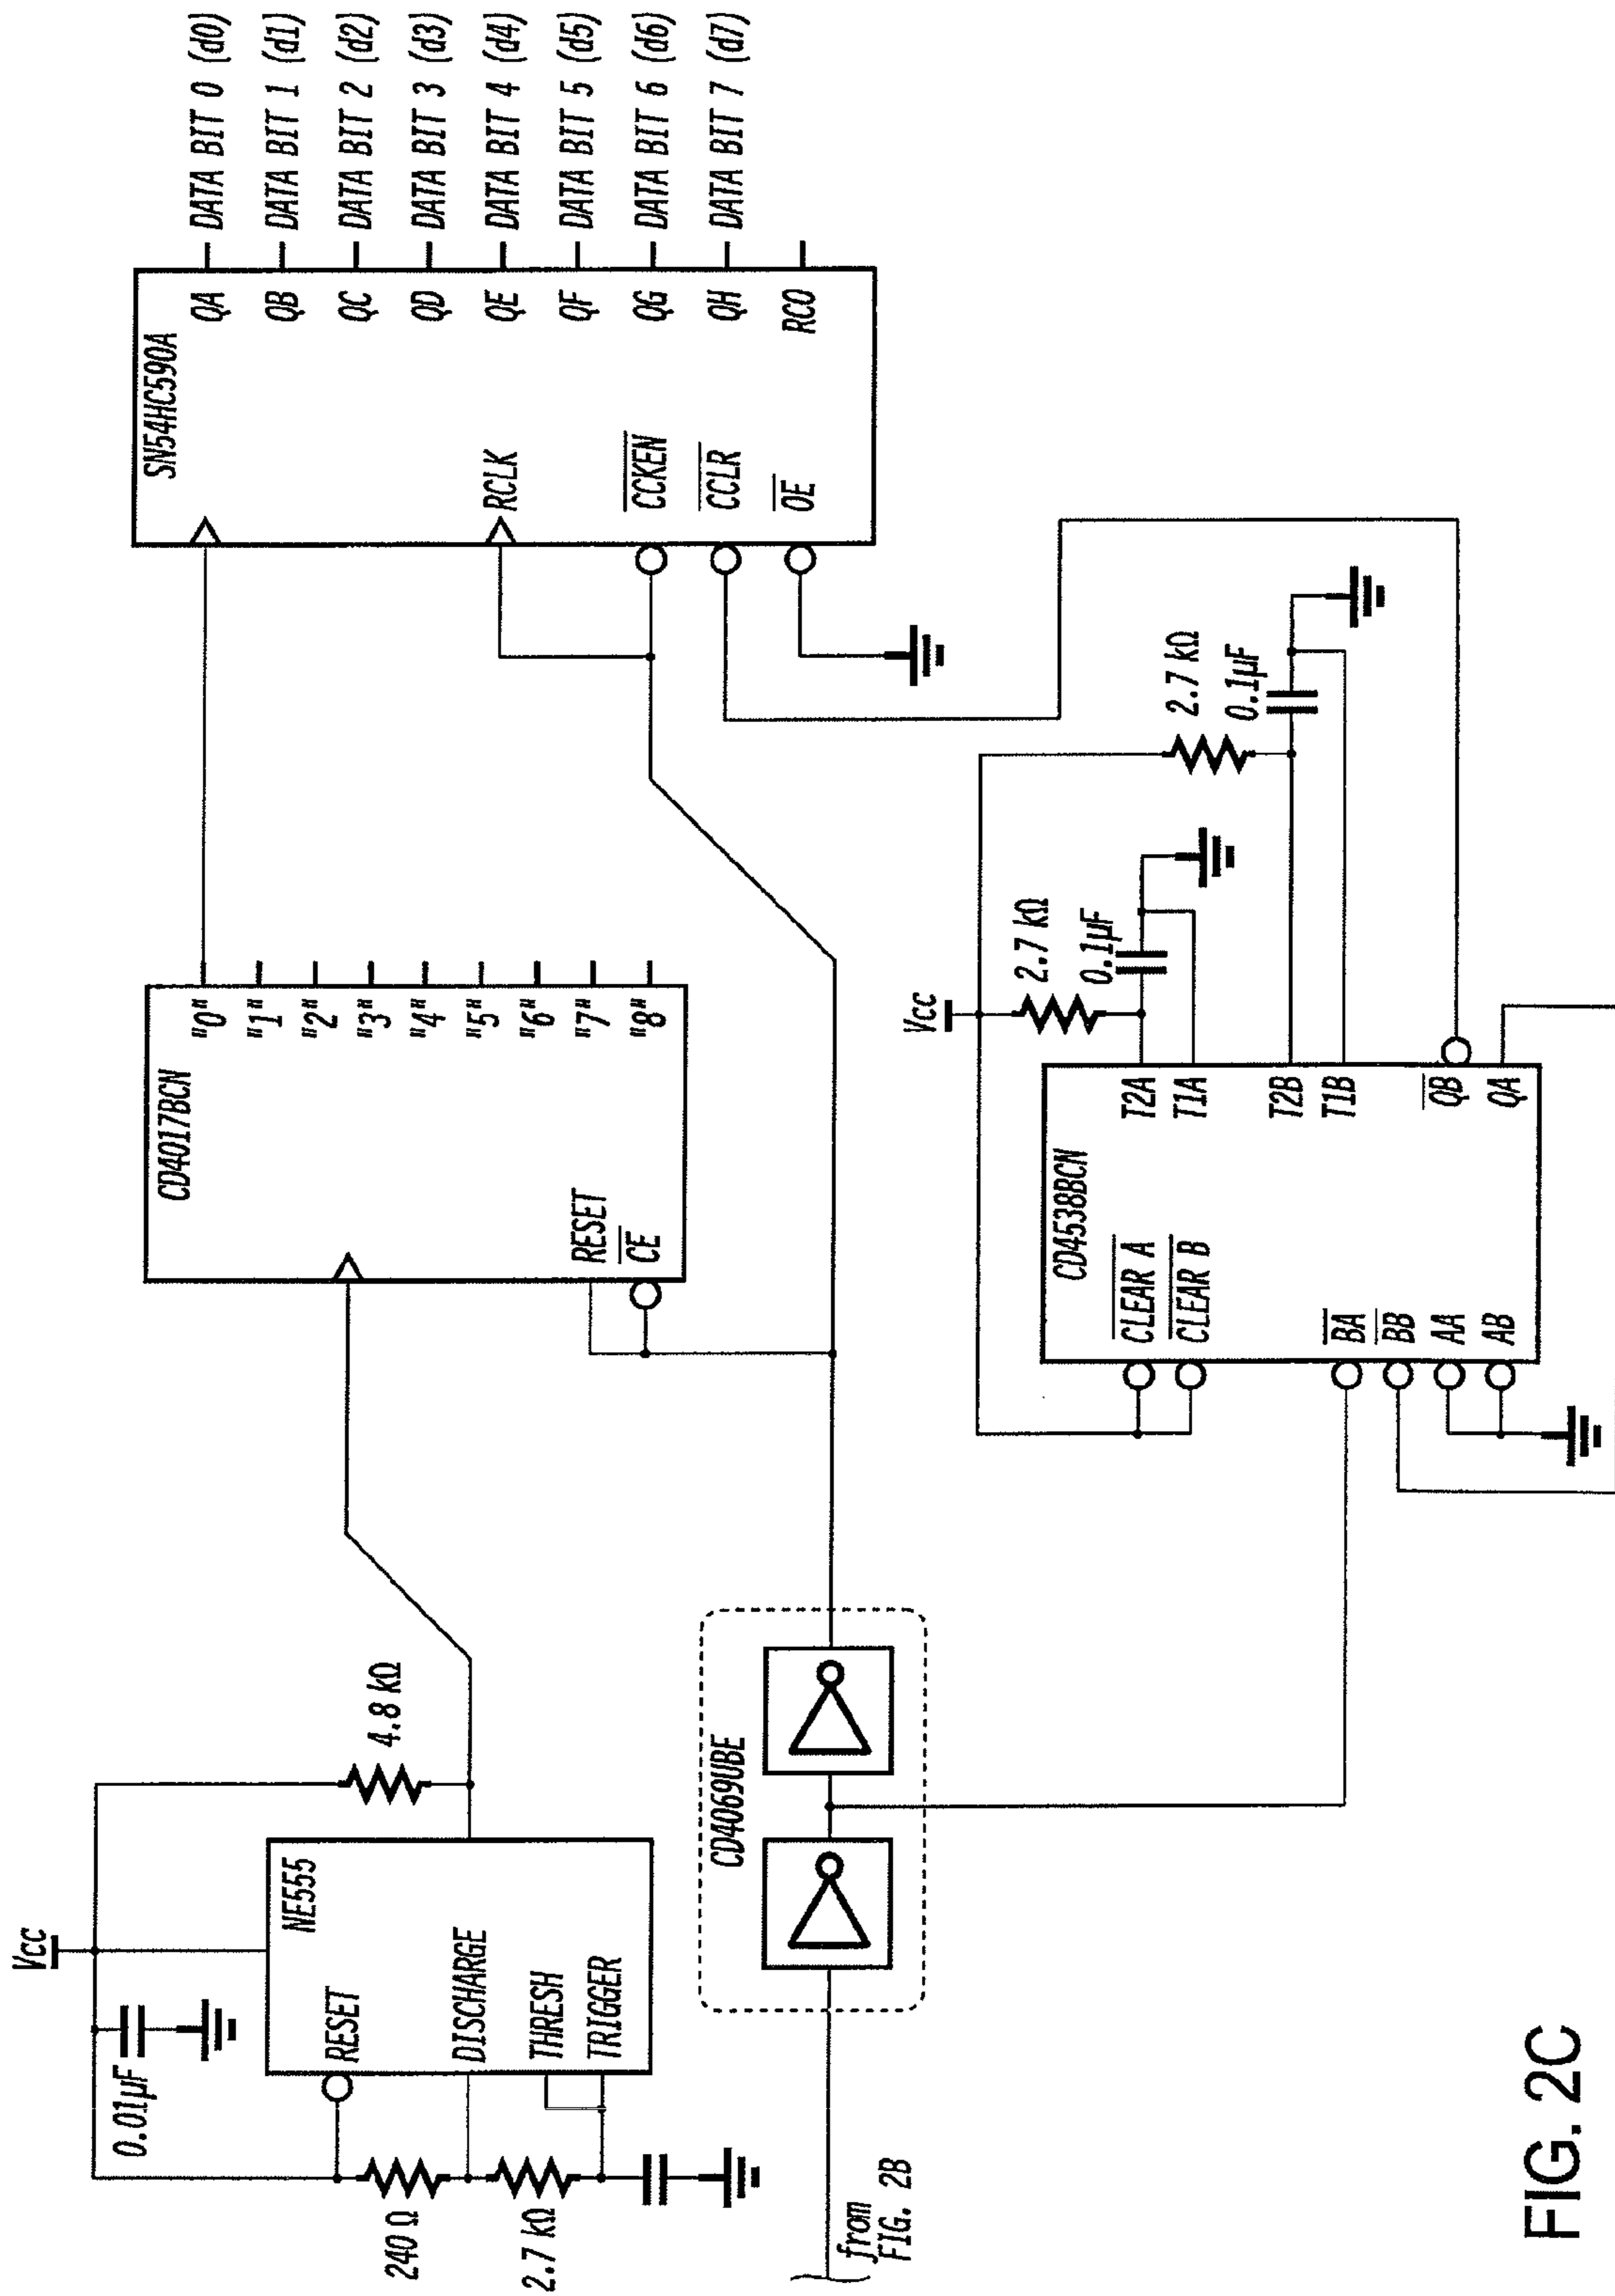 Vcc
0.01µF
NE555
RESET
DISCHARGE
THRESH
TRIGGER
240 Ω
2.7 kΩ
4.8 kΩ
CD4017BCN
"0"
"1"
"2"
"3"
"4"
"5"
"6"
"7"
"8"
RESET
CE
SN54HC590A
RCLK
CCKEN
CCLR
OE
QA
QB
QC
QD
QE
QF
QG
QH
RCO
DATA BIT 0 (d0)
DATA BIT 1 (d1)
DATA BIT 2 (d2)
DATA BIT 3 (d3)
DATA BIT 4 (d4)
DATA BIT 5 (d5)
DATA BIT 6 (d6)
DATA BIT 7 (d7)
CD4069UBE
from
FIG. 2B
Vcc
2.7 kΩ
0.1µF
2.7 kΩ
0.1µF
CD4538BCN
CLEAR A
CLEAR B
BA
BB
AA
AB
T2A
T1A
T2B
T1B
QB
QA
FIG. 2C